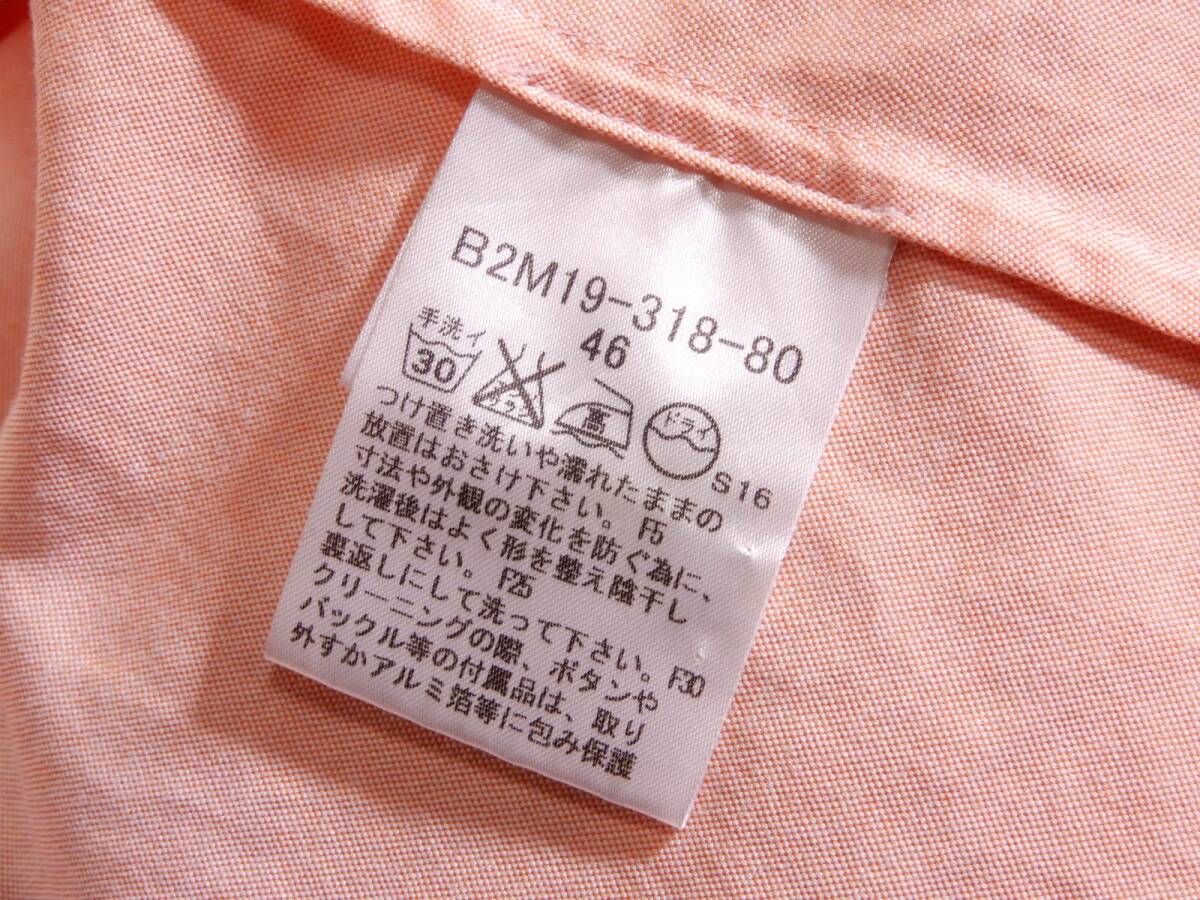 B2M19-318-80
46
手洗イ
30
エンソ
サラシ
高
ドライ
S16
つけ置き洗いや濡れたままの
放置はおさけ下さい。 F5
寸法や外観の変化を防ぐ為に、
洗濯後はよく形を整え陰干し
して下さい。 F25
裏返しにして洗って下さい。F30
クリーニングの際、ボタンや
バックル等の付属品は、取り
外すかアルミ箔等に包み保護